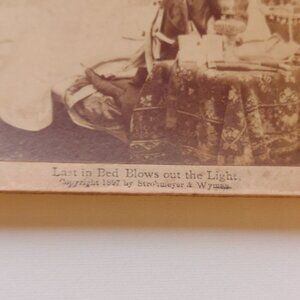 Last in Bed Blows out the Light.
Copyright 1897 by Strohmeyer & Wyman.